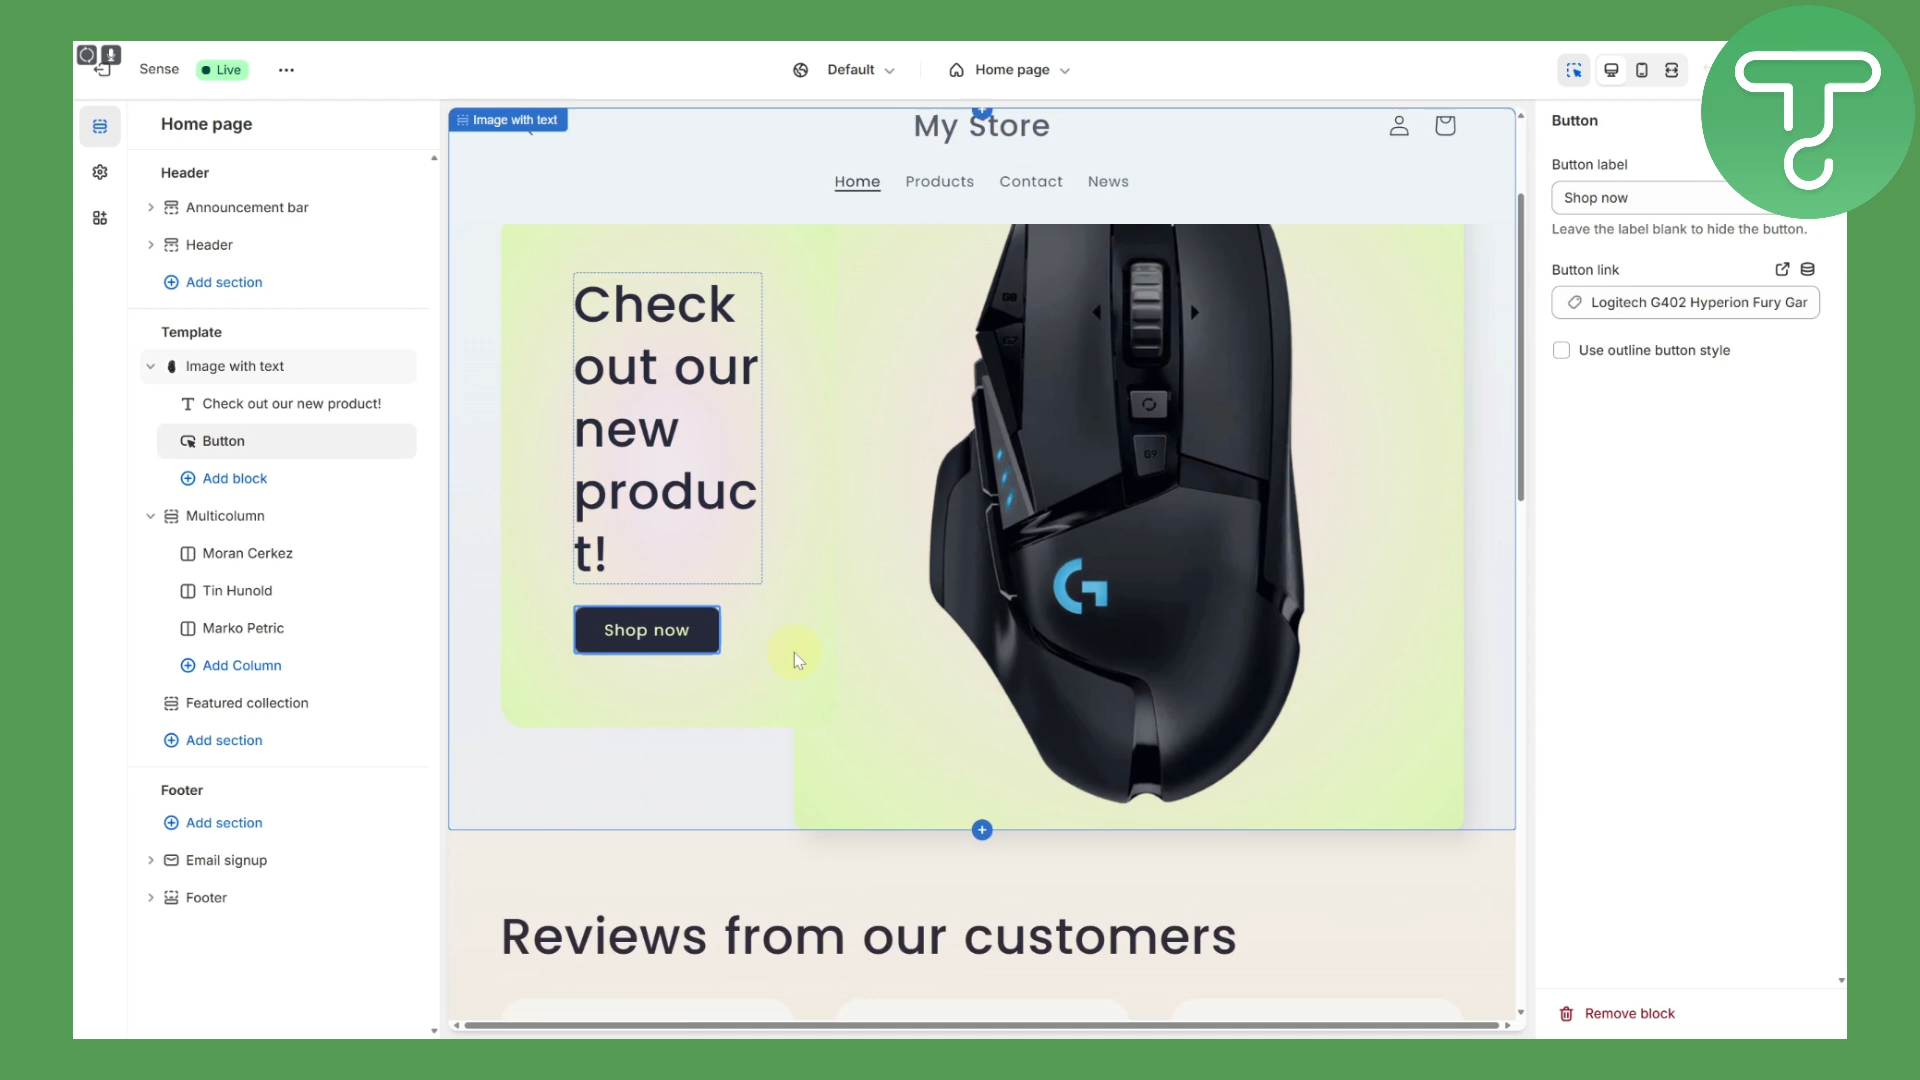 Sense
Live
Default
Home page
Home page
Header
Announcement bar
Header
Add section
Template
Image with text
Check out our new product!
Button
Add block
Multicolumn
Moran Cerkez
Tin Hunold
Marko Petric
Add Column
Featured collection
Add section
Footer
Add section
Email signup
Footer
Image with text
My Store
Home
Products
Contact
News
Check
out our
new
produc
t!
Shop now
G8
G7
G9
G
Reviews from our customers
Button
Button label
Shop now
Leave the label blank to hide the button.
Button link
Logitech G402 Hyperion Fury Gar
Use outline button style
Remove block